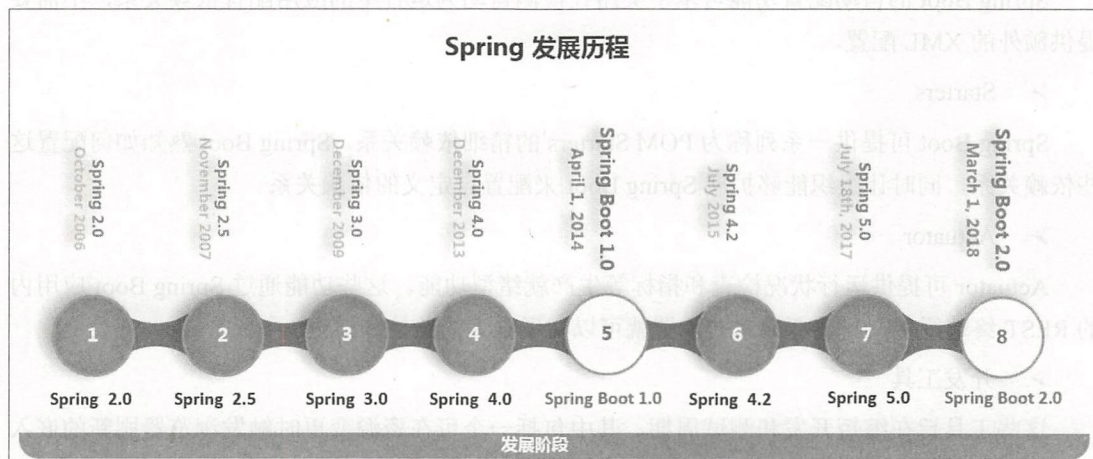 Spring 发展历程
Spring 2.0
October 2006
Spring 2.5
November 2007
Spring 3.0
December 2009
Spring 4.0
December 2013
Spring Boot 1.0
April 1, 2014
Spring 4.2
July 2015
Spring 5.0
July 18th, 2017
Spring Boot 2.0
March 1, 2018
1
2
3
4
5
6
7
8
Spring 2.0
Spring 2.5
Spring 3.0
Spring 4.0
Spring Boot 1.0
Spring 4.2
Spring 5.0
Spring Boot 2.0
发展阶段